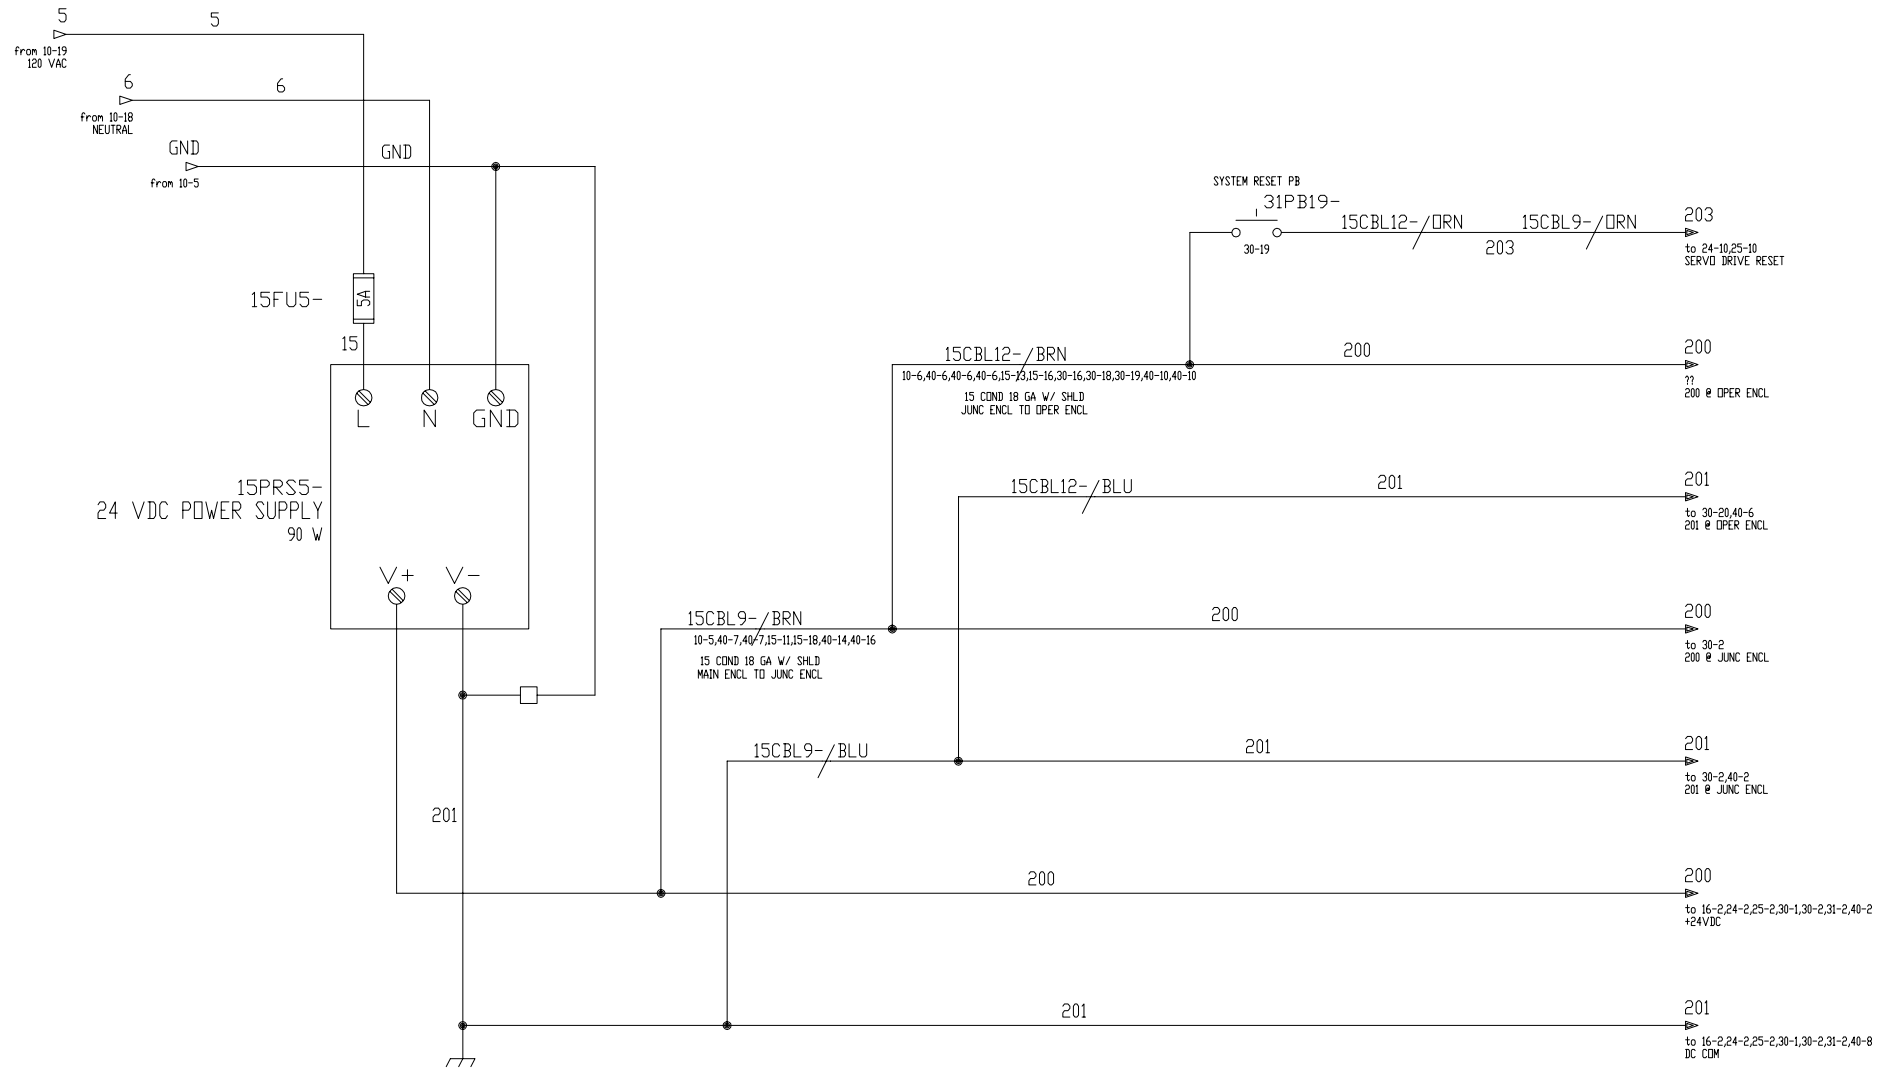 5
5
from 10-19
120 VAC
6
6
from 10-18
NEUTRAL
GND
GND
from 10-5
15FU5-
5A
15
L
N
GND
15PRS5-
24 VDC POWER SUPPLY
90 W
V+
V-
201
SYSTEM RESET PB
31PB19-
30-19
15CBL12-/ORN
15CBL9-/ORN
203
203
to 24-10,25-10
SERVO DRIVE RESET
15CBL12-/BRN
10-6,40-6,40-6,40-6,15-13,15-16,30-16,30-18,30-19,40-10,40-10
15 COND 18 GA W/ SHLD
JUNC ENCL TO OPER ENCL
200
200
??
200 @ OPER ENCL
15CBL12-/BLU
201
201
to 30-20,40-6
201 @ OPER ENCL
15CBL9-/BRN
10-5,40-7,40-7,15-11,15-18,40-14,40-16
15 COND 18 GA W/ SHLD
MAIN ENCL TO JUNC ENCL
200
200
to 30-2
200 @ JUNC ENCL
15CBL9-/BLU
201
201
to 30-2,40-2
201 @ JUNC ENCL
200
200
to 16-2,24-2,25-2,30-1,30-2,31-2,40-2
+24VDC
201
201
to 16-2,24-2,25-2,30-1,30-2,31-2,40-8
DC COM